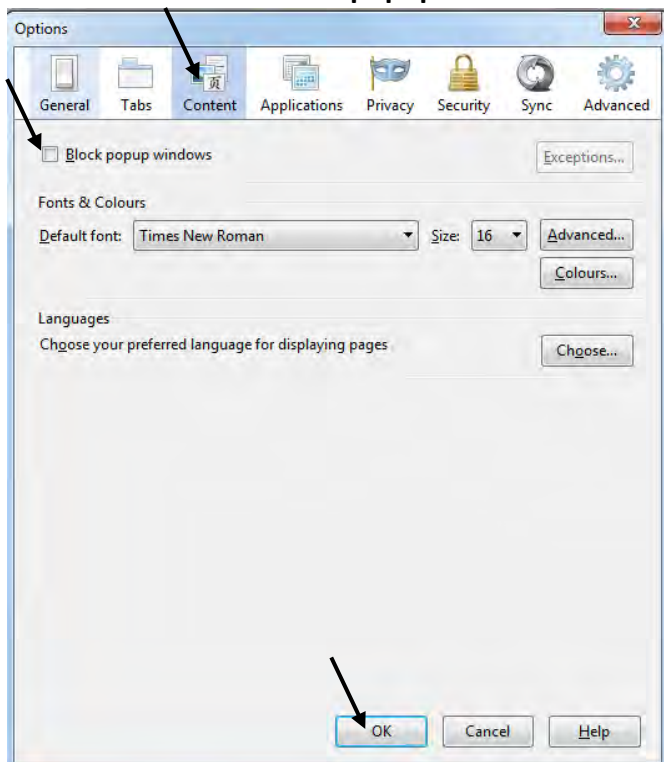 Options
General Tabs Content Applications Privacy Security Sync Advanced
页
Block popup windows Exceptions...
Fonts & Colours
Default font: Times New Roman Size: 16 Advanced...
Colours...
Languages
Choose your preferred language for displaying pages Choose...
OK Cancel Help